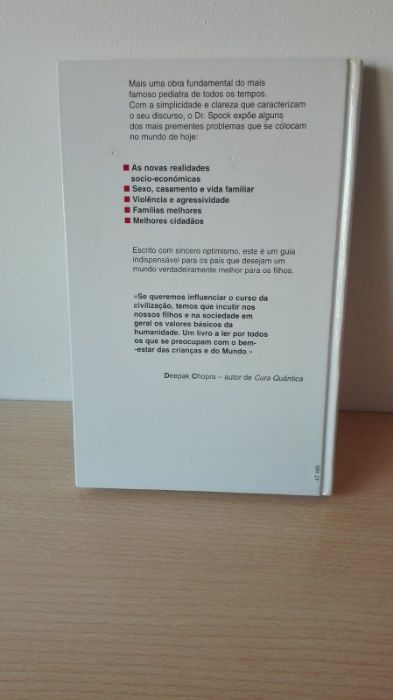 Mais uma obra fundamental do mais
famoso pediatra de todos os tempos.
Com a simplicidade e clareza que caracterizam
o seu discurso, o Dr. Spock expõe alguns
dos mais prementes problemas que se colocam
no mundo de hoje:
As novas realidades
socio-económicas
Sexo, casamento e vida familiar
Violência e agressividade
Famílias melhores
Melhores cidadãos
Escrito com sincero optimismo, este é um guia
indispensável para os pais que desejam um
mundo verdadeiramente melhor para os filhos.
«Se queremos influenciar o curso da
civilização, temos que incutir nos
nossos filhos e na sociedade em
geral os valores básicos da
humanidade. Um livro a ler por todos
os que se preocupam com o bem-
-estar das crianças e do Mundo.»
Deepak Chopra – autor de Cura Quântica